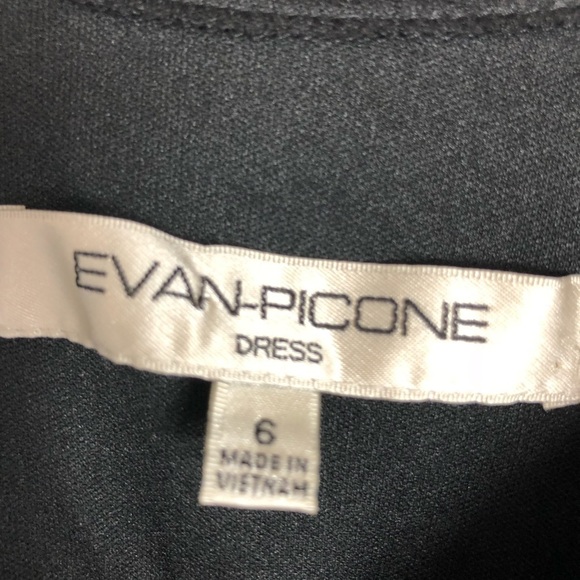 EVAN-PICONE
DRESS
6
MADE IN
VIETNAM